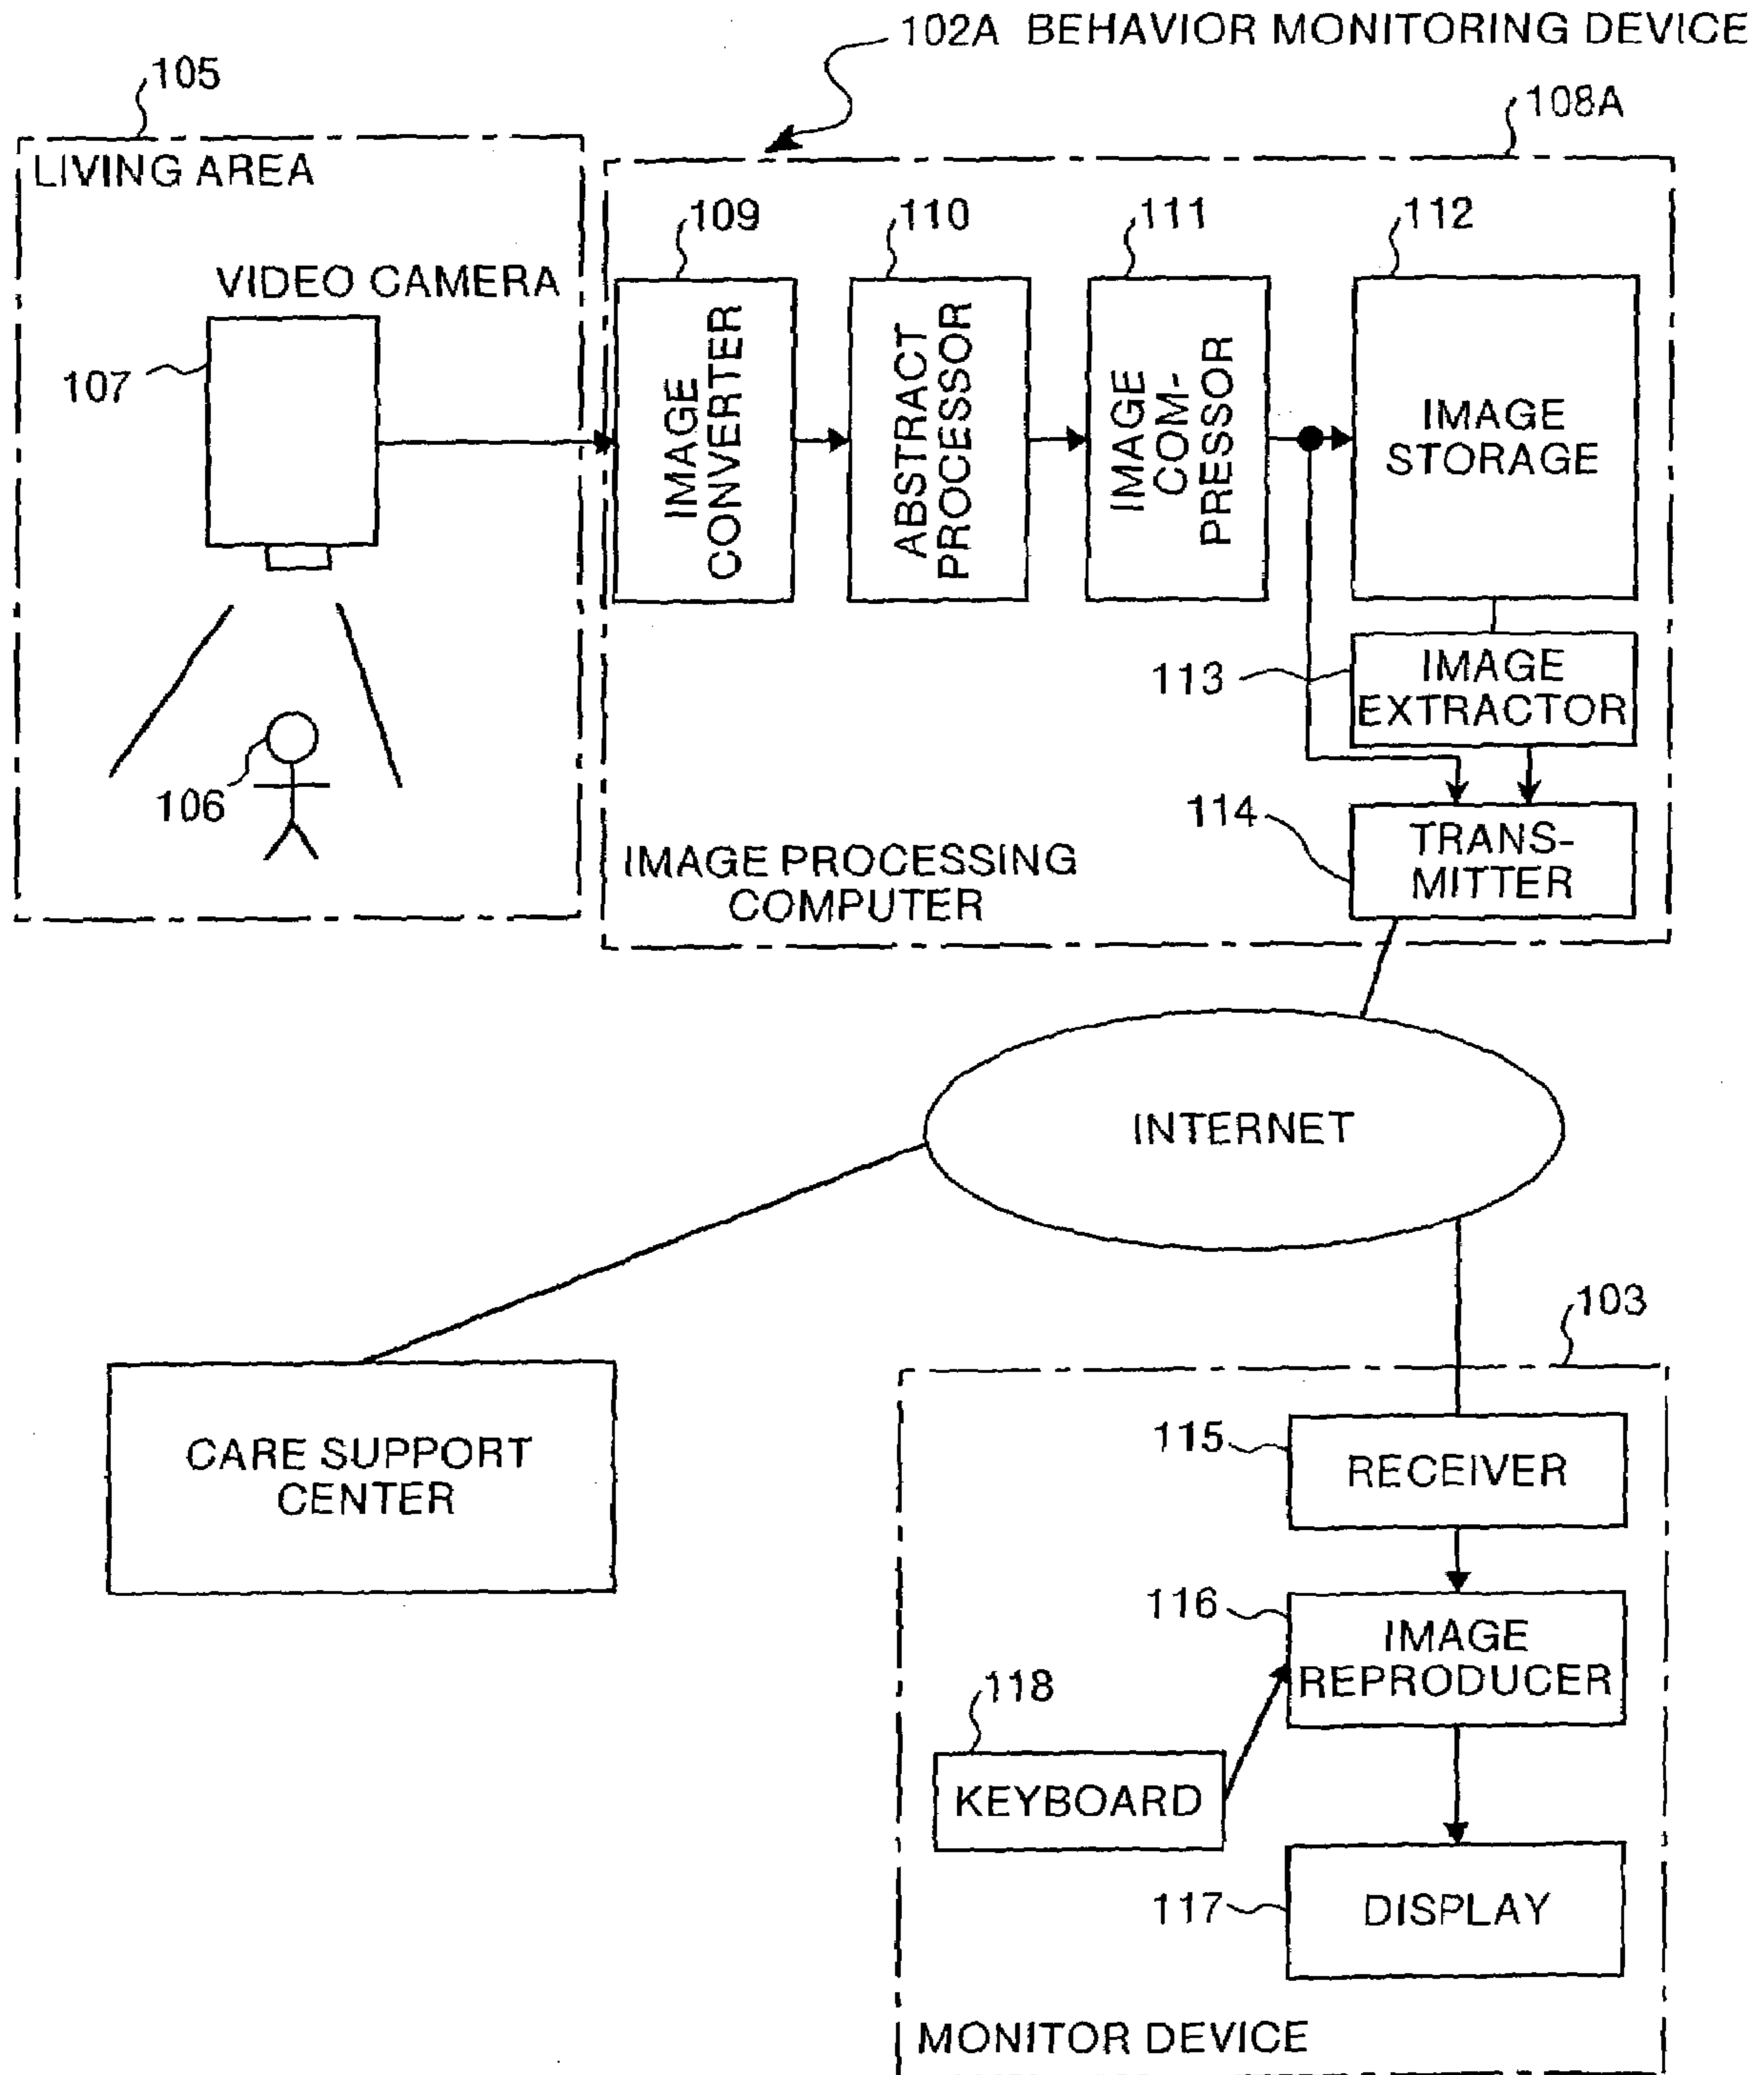 102A BEHAVIOR MONITORING DEVICE
105
108A
LIVING AREA
109
110
111
112
VIDEO CAMERA
107
IMAGE
CONVERTER
ABSTRACT
PROCESSOR
IMAGE
COM-
PRESSOR
IMAGE
STORAGE
113
IMAGE
EXTRACTOR
106
114
TRANS-
MITTER
IMAGE PROCESSING
COMPUTER
INTERNET
103
CARE SUPPORT
CENTER
115
RECEIVER
116
IMAGE
REPRODUCER
118
KEYBOARD
117
DISPLAY
MONITOR DEVICE